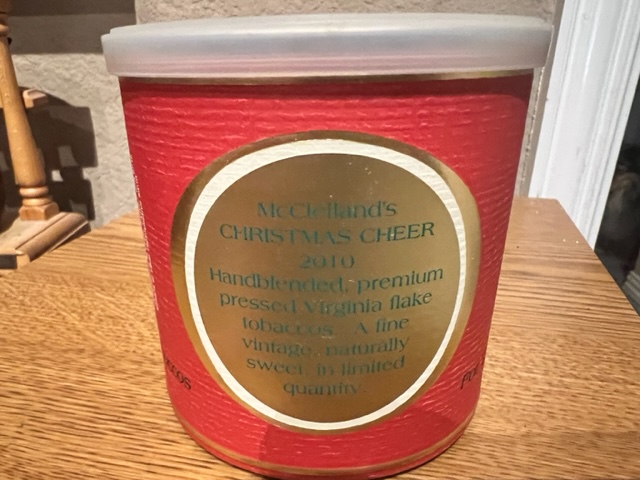 McClelland's
CHRISTMAS CHEER
2010
Handblended, premium
pressed Virginia flake
tobaccos. A fine
vintage, naturally
sweet, in limited
quantity.